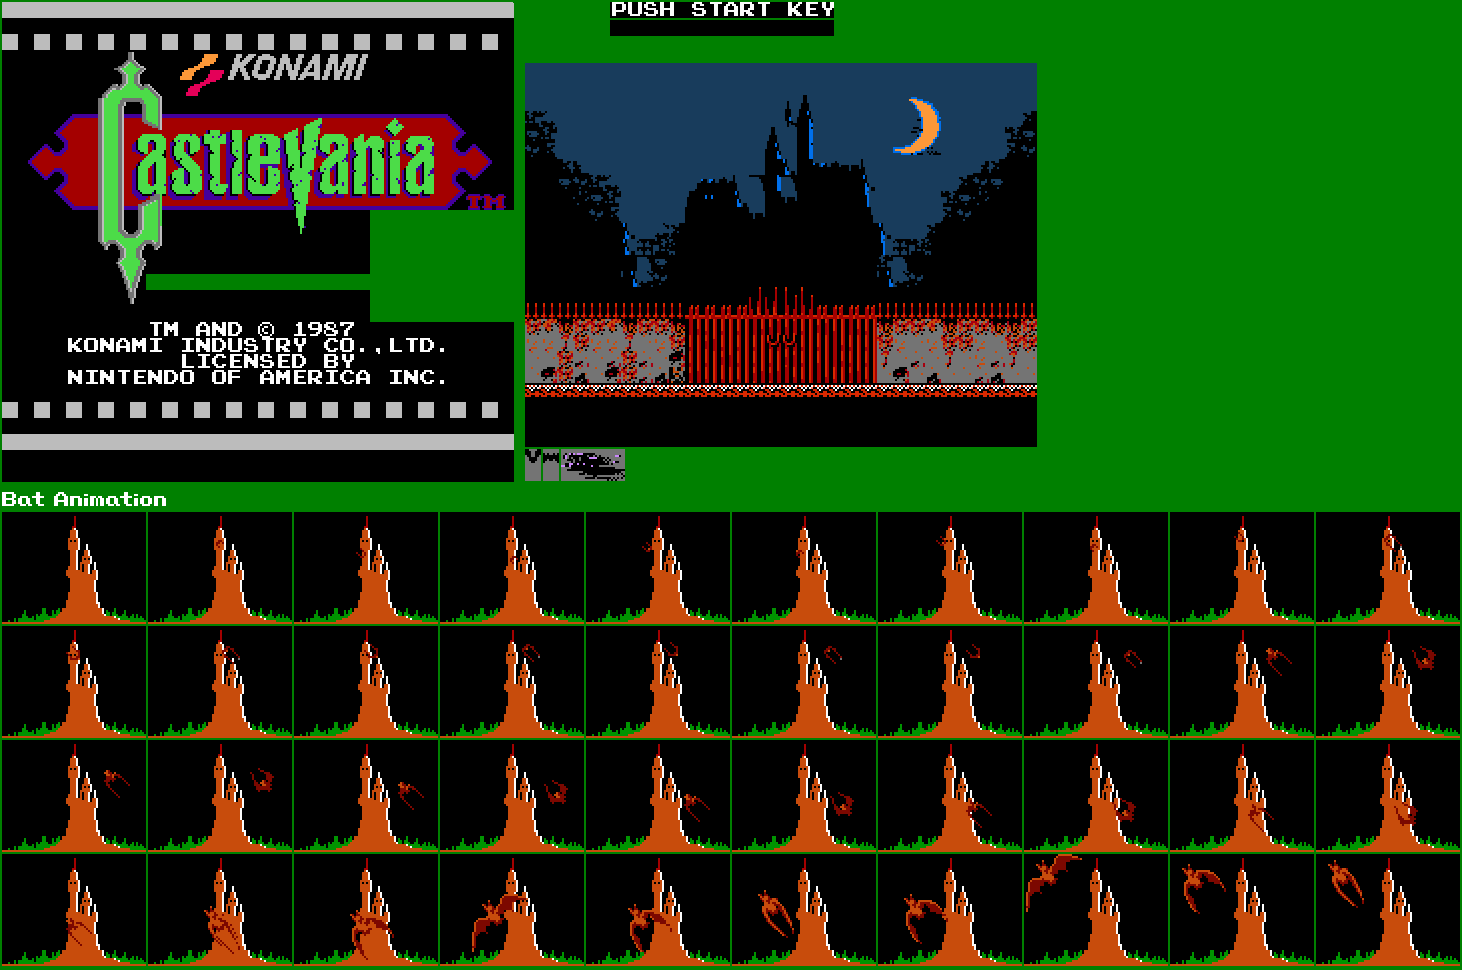 PUSH START KEY
KONAMI
Castlevania
TM
TM AND © 1987
KONAMI INDUSTRY CO.,LTD.
LICENSED BY
NINTENDO OF AMERICA INC.
Bat Animation